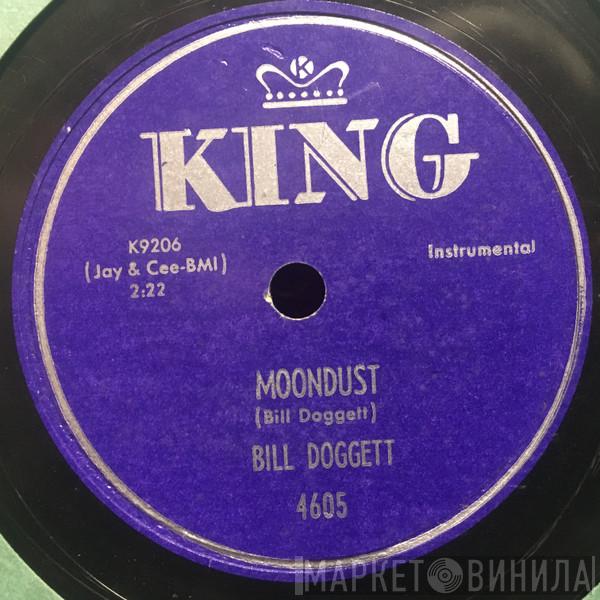 K
KING
K9206
(Jay & Cee-BMI)
2:22
Instrumental
MOONDUST
(Bill Doggett)
BILL DOGGETT
4605
МАРКЕТ ВИНИЛА